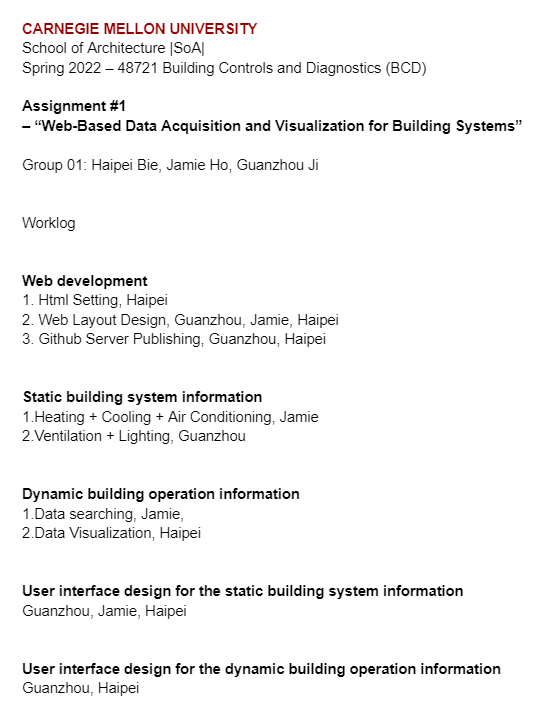 CARNEGIE MELLON UNIVERSITY
School of Architecture |SoA|
Spring 2022 – 48721 Building Controls and Diagnostics (BCD)
Assignment #1
– “Web-Based Data Acquisition and Visualization for Building Systems”
Group 01: Haipei Bie, Jamie Ho, Guanzhou Ji
Worklog
Web development
1. Html Setting, Haipei
2. Web Layout Design, Guanzhou, Jamie, Haipei
3. Github Server Publishing, Guanzhou, Haipei
Static building system information
1.Heating + Cooling + Air Conditioning, Jamie
2.Ventilation + Lighting, Guanzhou
Dynamic building operation information
1.Data searching, Jamie,
2.Data Visualization, Haipei
User interface design for the static building system information
Guanzhou, Jamie, Haipei
User interface design for the dynamic building operation information
Guanzhou, Haipei